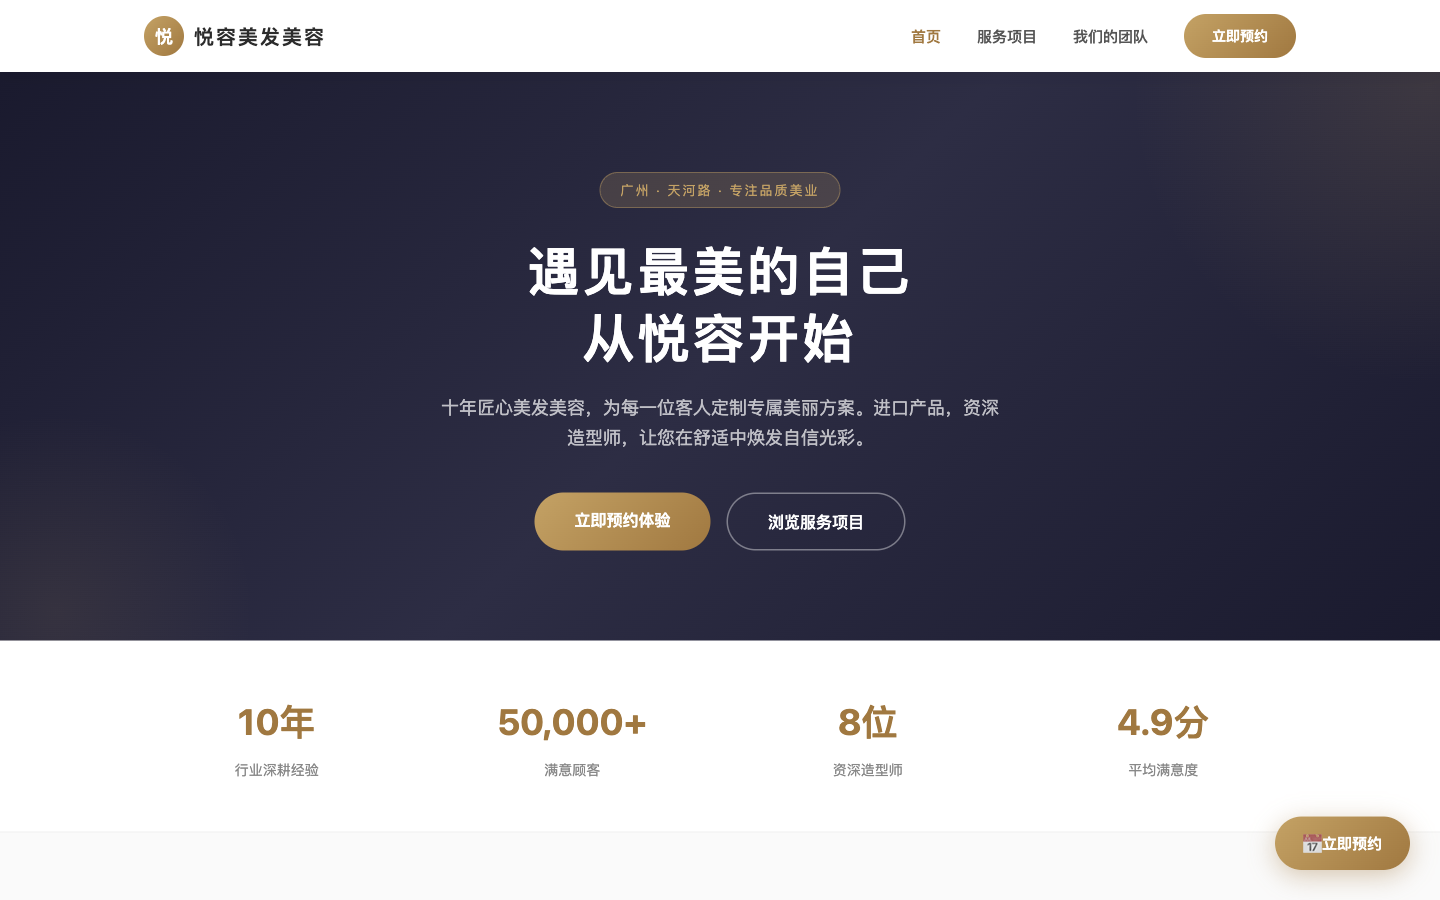 悦 悦容美发美容
首页 服务项目 我们的团队 立即预约
广州 · 天河路 · 专注品质美业
遇见最美的自己
从悦容开始
十年匠心美发美容，为每一位客人定制专属美丽方案。进口产品，资深
造型师，让您在舒适中焕发自信光彩。
立即预约体验 浏览服务项目
10年 50,000+ 8位 4.9分
行业深耕经验 满意顾客 资深造型师 平均满意度
📅立即预约